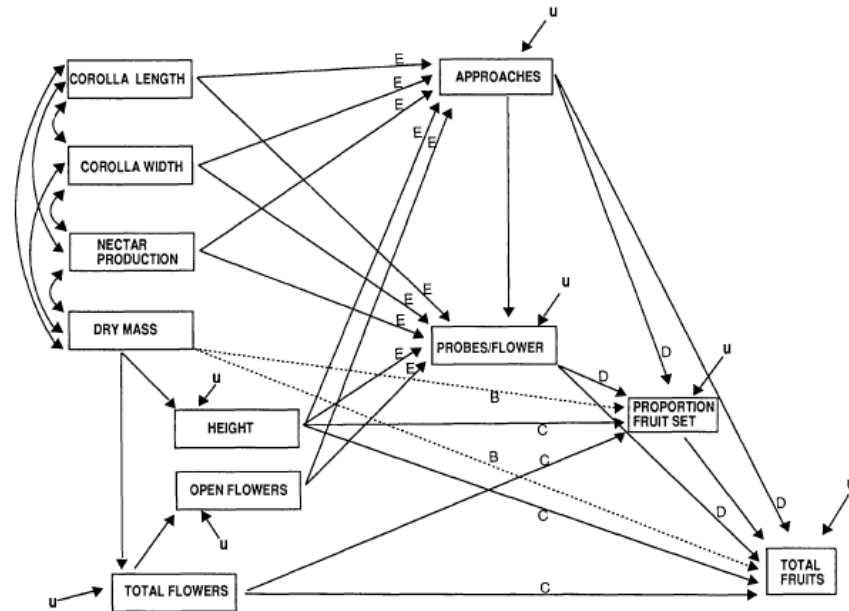 u
E
COROLLA LENGTH
APPROACHES
E
E
COROLLA WIDTH
E
E
NECTAR
PRODUCTION
E
E
u
E
DRY MASS
E
PROBES/FLOWER
E
D
D
u
u
B
PROPORTION
FRUIT SET
HEIGHT
C
B
C
OPEN FLOWERS
u
C
D
D
u
TOTAL
FRUITS
C
u
TOTAL FLOWERS